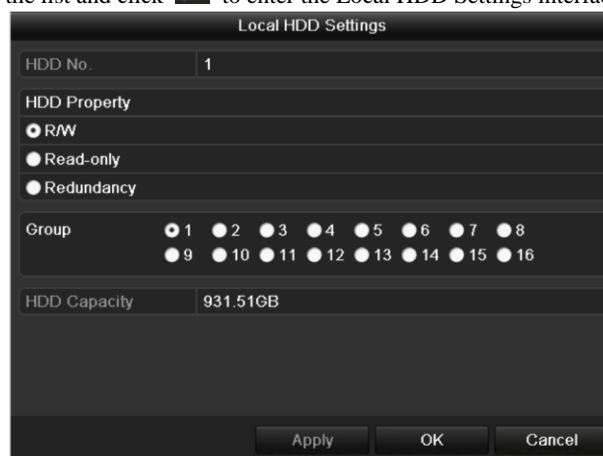 the list and click to enter the Local HDD Settings
Local HDD Settings
HDD No. 1
HDD Property
R/W
Read-only
Redundancy
Group 1 2 3 4 5 6 7 8
9 10 11 12 13 14 15 16
HDD Capacity 931.51GB
Apply OK Cancel